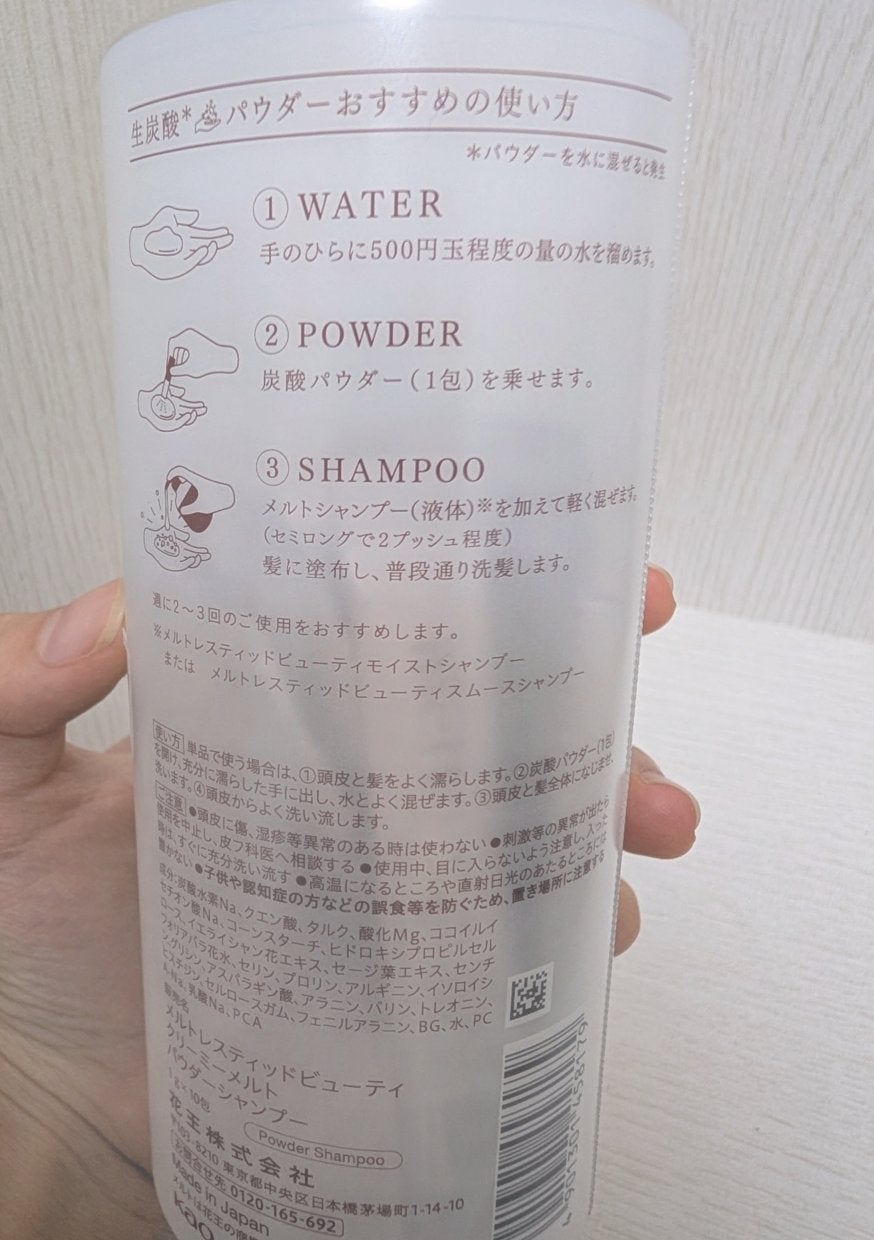 生炭酸*パウダーおすすめの使い方
*パウダーを水に混ぜると発生
① WATER
手のひらに500円玉程度の量の水を溜めます。
② POWDER
炭酸パウダー(1包)を乗せます。
③ SHAMPOO
メルトシャンプー(液体)※を加えて軽く混ぜます。
(セミロングで2プッシュ程度)
髪に塗布し、普段通り洗髪します。
週に2〜3回のご使用をおすすめします。
※メルトレスティッドビューティモイストシャンプー
または メルトレスティッドビューティスムースシャンプー
使い方 単品で使う場合は、①頭皮と髪をよく濡らします。②炭酸パウダー(1包)
を開け、充分に濡らした手に出し、水とよく混ぜます。③頭皮と髪全体になじませ、
洗います。④頭皮からよく洗い流します。
ご注意 ●頭皮に傷、湿疹等異常のある時は使わない ●刺激等の異常が出たら
使用を中止し、皮フ科医へ相談する ●使用中、目に入らないよう注意し、入った
時は、すぐに充分洗い流す ●高温になるところや直射日光のあたるところには
置かない ●子供や認知症の方などの誤食等を防ぐため、置き場所に注意する
成分:炭酸水素Na、クエン酸、タルク、酸化Mg、ココイルイ
セチオン酸Na、コーンスターチ、ヒドロキシプロピルセル
ロース、イエライシャン花エキス、セージ葉エキス、センチ
フォリアバラ花水、セリン、プロリン、アルギニン、イソロイシ
ン、グリシン、アスパラギン酸、アラニン、バリン、トレオニン、
ヒスチジン、セルロースガム、フェニルアラニン、BG、水、PC
A-Na、乳酸Na、PCA
販売名
メルトレスティッドビューティ
クリーミーメルト
パウダーシャンプー
1g×10包
Powder Shampoo
花王株式会社
〒103-8210 東京都中央区日本橋茅場町1-14-10
お問合せ先 0120-165-692
Made in Japan
メルトは花王の商標
Kao